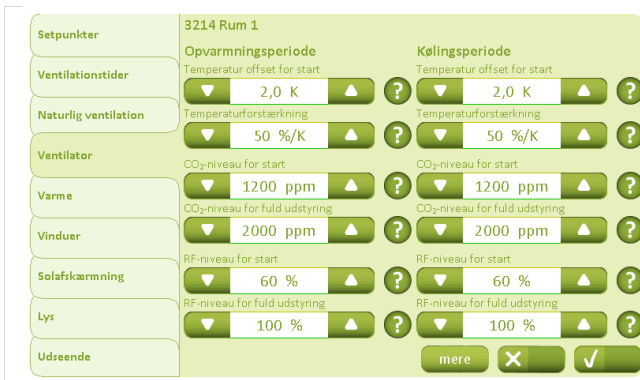 Setpunkter
Ventilationstider
Naturlig ventilation
Ventilator
Varme
Vinduer
Solafskærmning
Lys
Udseende
3214 Rum 1
Opvarmningsperiode Kølingsperiode
Temperatur offset for start Temperatur offset for start
2,0 K ? 2,0 K ?
Temperaturforstærkning Temperaturforstærkning
50 %/K ? 50 %/K ?
CO₂-niveau for start CO₂-niveau for start
1200 ppm ? 1200 ppm ?
CO₂-niveau for fuld udstyring CO₂-niveau for fuld udstyring
2000 ppm ? 2000 ppm ?
RF-niveau for start RF-niveau for start
60 % ? 60 % ?
RF-niveau for fuld udstyring RF-niveau for fuld udstyring
100 % ? 100 % ?
mere